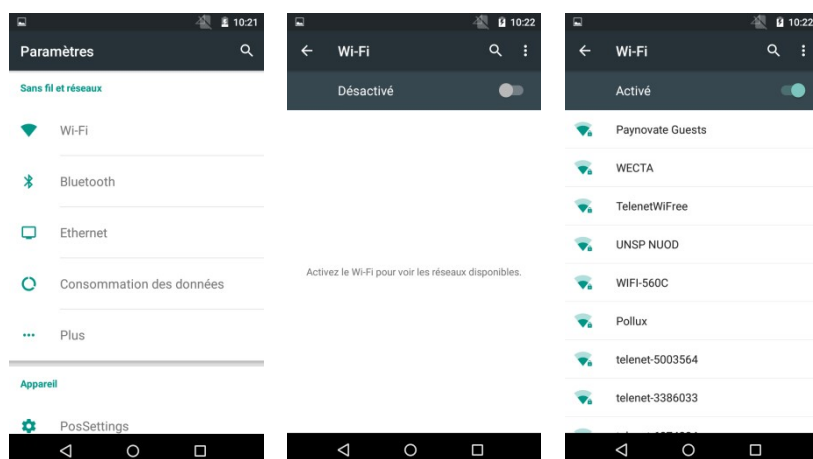 10:21
Paramètres
Sans fil et réseaux
Wi-Fi
Bluetooth
Ethernet
Consommation des données
Plus
Appareil
PosSettings
10:22
Wi-Fi
Désactivé
Activez le Wi-Fi pour voir les réseaux disponibles.
10:22
Wi-Fi
Activé
Paynovate Guests
WECTA
TelenetWiFree
UNSP NUOD
WIFI-560C
Pollux
telenet-5003564
telenet-3386033